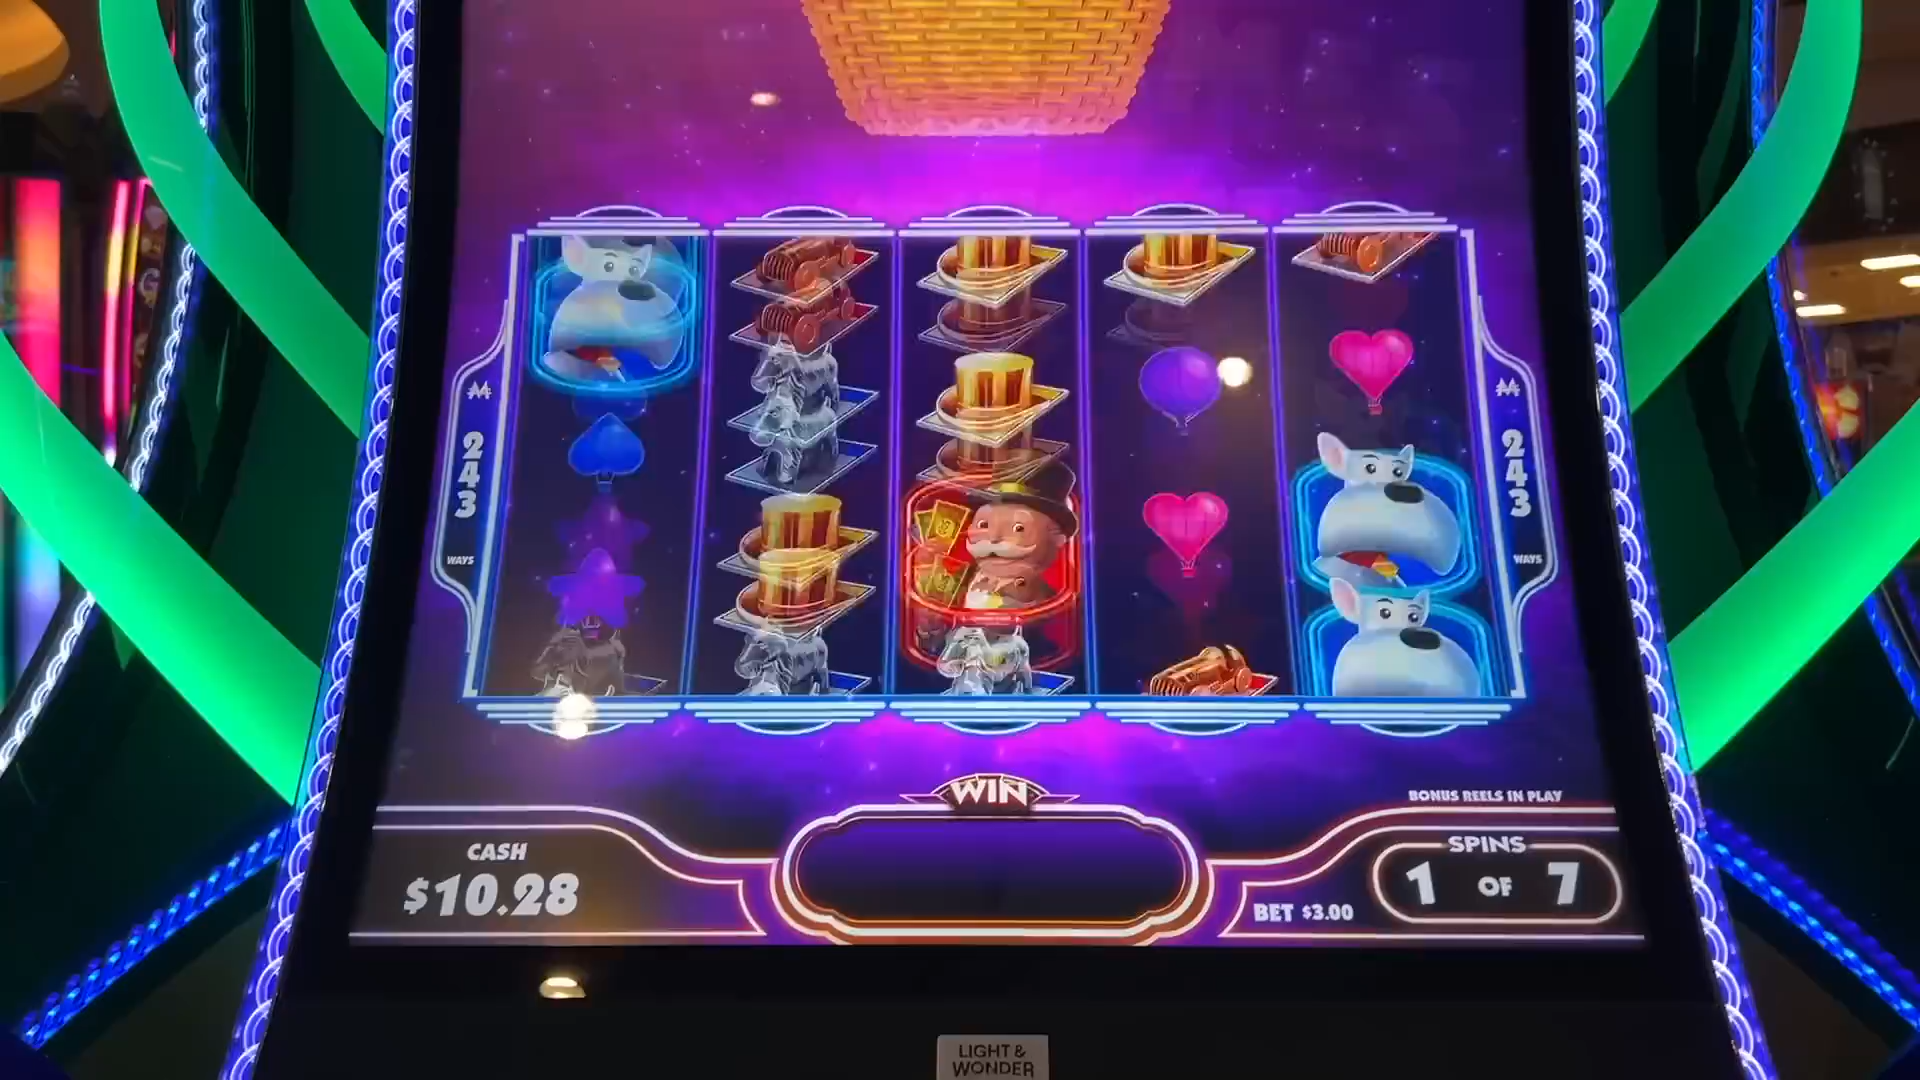 243
WAYS
243
WAYS
WIN
BONUS REELS IN PLAY
CASH
$10.28
BET $3.00
SPINS
1 OF 7
LIGHT &
WONDER